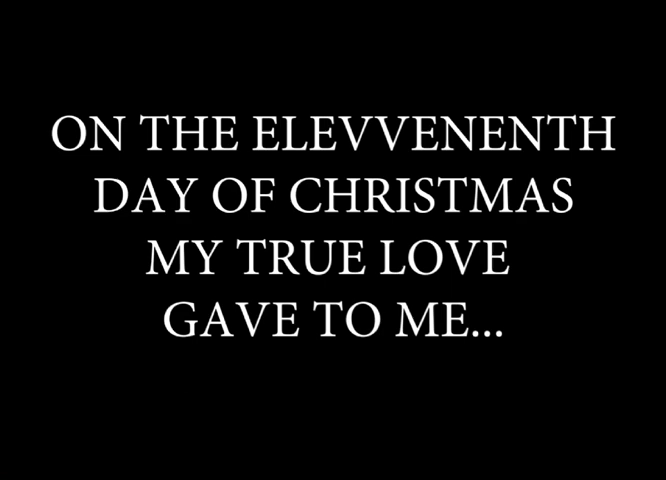 ON THE ELEVVENENTH
DAY OF CHRISTMAS
MY TRUE LOVE
GAVE TO ME...